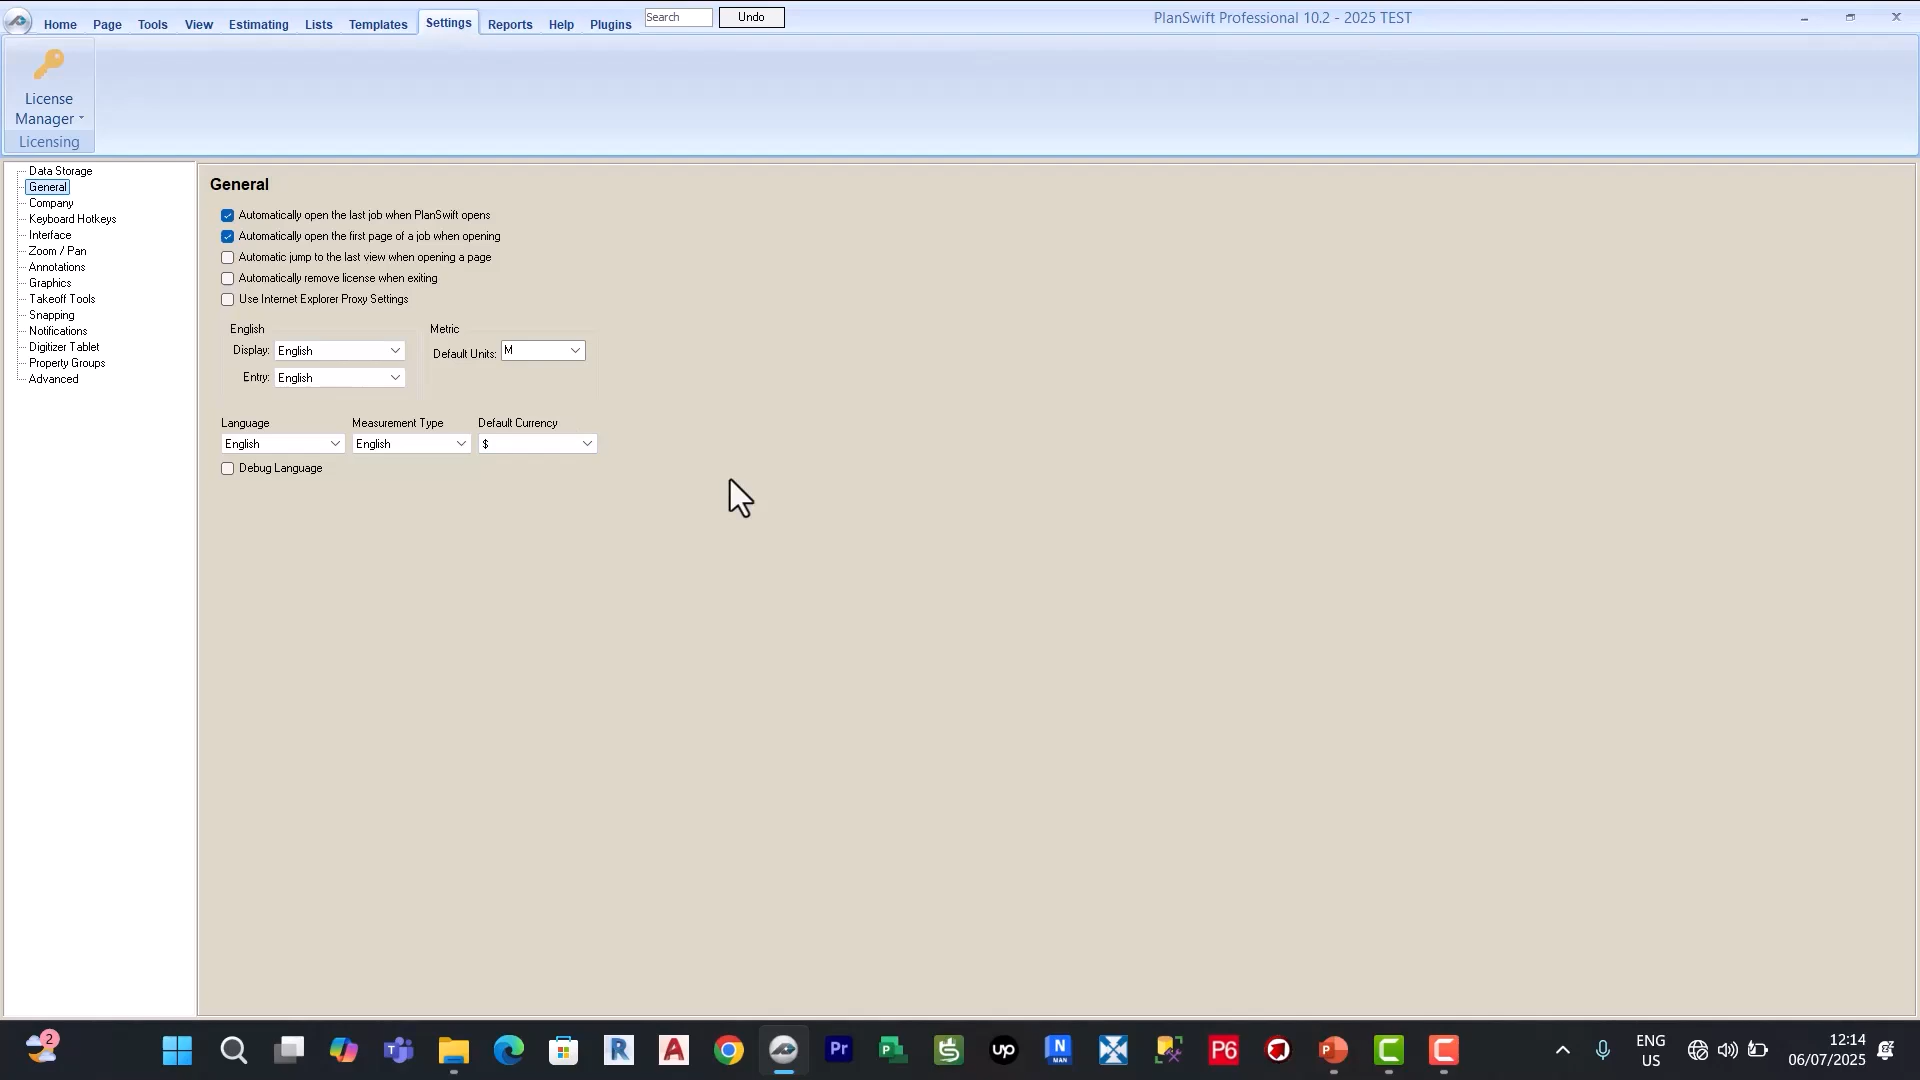 Home Page Tools View Estimating Lists Templates Settings Reports Help Plugins Search Undo PlanSwift Professional 10.2 - 2025 TEST
License
Manager
Licensing
Data Storage
General
Company
Keyboard Hotkeys
Interface
Zoom / Pan
Annotations
Graphics
Takeoff Tools
Snapping
Notifications
Digitizer Tablet
Property Groups
Advanced
General
Automatically open the last job when PlanSwift opens
Automatically open the first page of a job when opening
Automatic jump to the last view when opening a page
Automatically remove license when exiting
Use Internet Explorer Proxy Settings
English Metric
Display: English Default Units: M
Entry: English
Language Measurement Type Default Currency
English English $
Debug Language
2
T
R
A
Pr
P
up
N
MAN
P6
P
C
C
ENG
US
12:14
06/07/2025